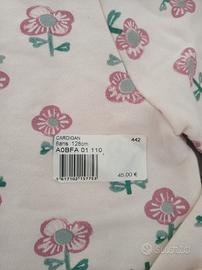 CARDIGAN
8ans 128cm
442
A0BFA 01 110
45.00 €